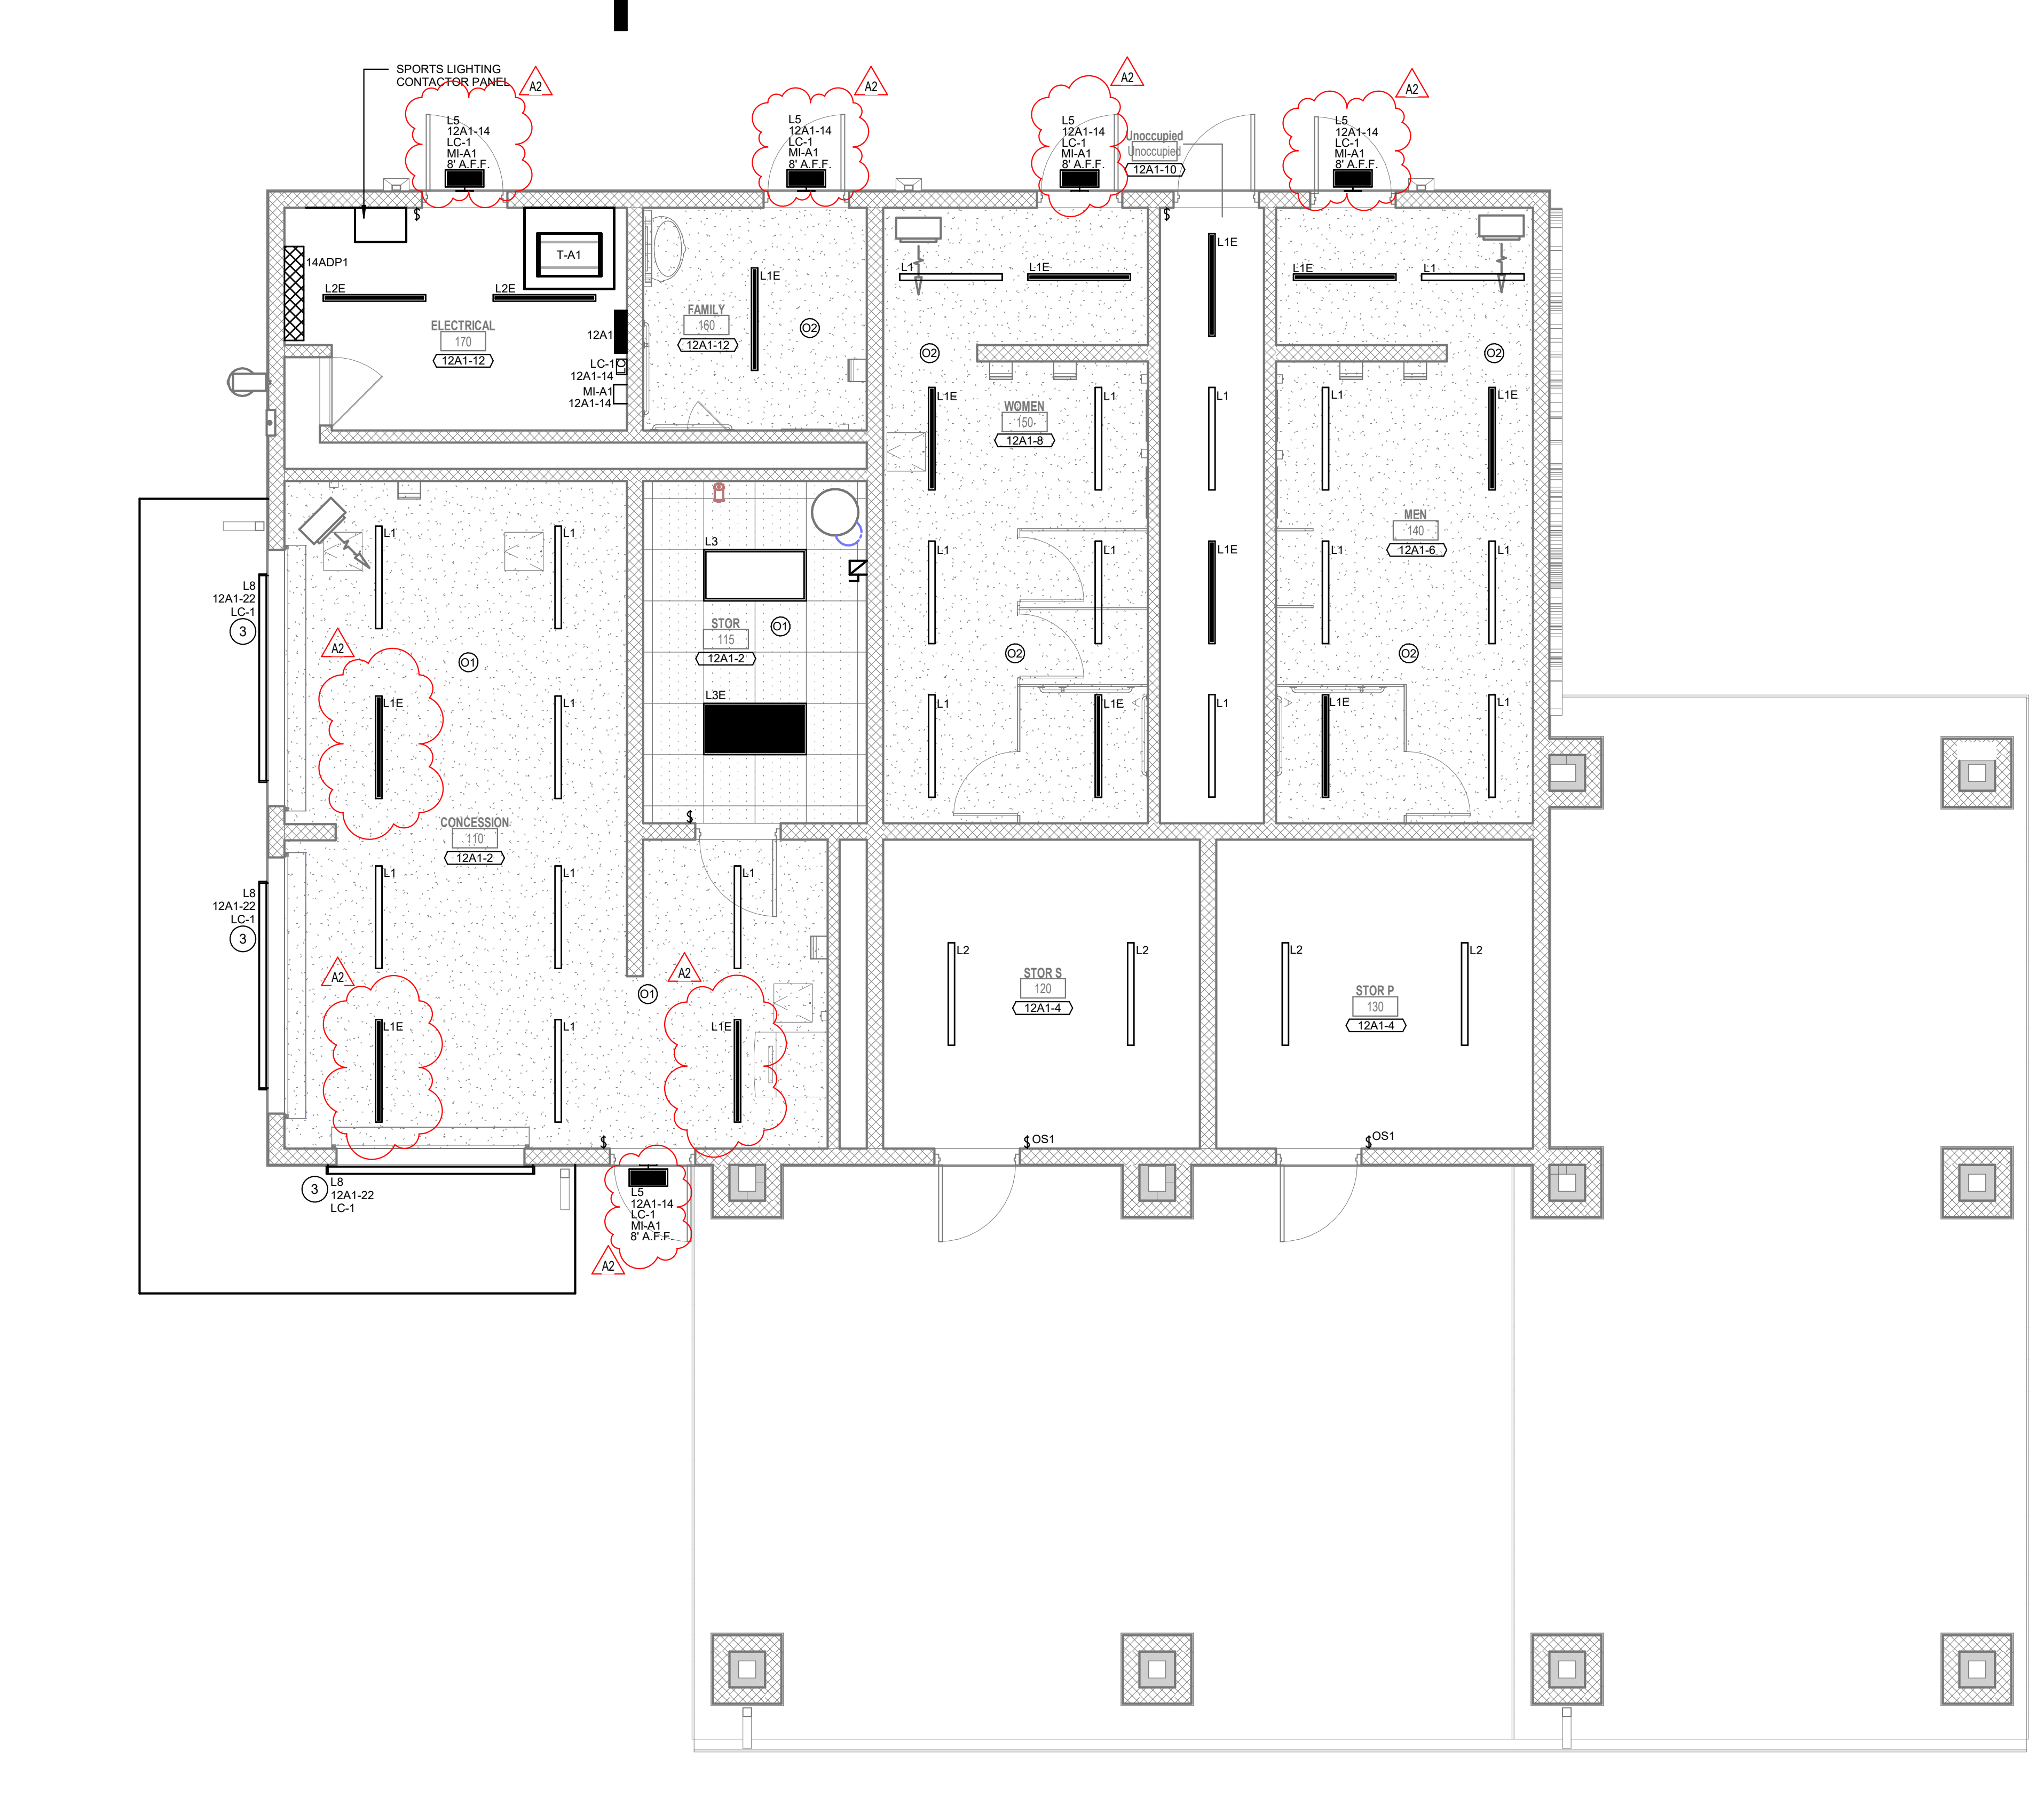 SPORTS LIGHTING
CONTACTOR PANEL
A2
A2
A2
A2
L5
12A1-14
LC-1
MI-A1
8' A.F.F.
L5
12A1-14
LC-1
MI-A1
8' A.F.F.
L5
12A1-14
LC-1
MI-A1
8' A.F.F.
Unoccupied
Unoccupied
12A1-10
L5
12A1-14
LC-1
MI-A1
8' A.F.F.
$
$
14ADP1
T-A1
L2E
L2E
ELECTRICAL
170
12A1-12
12A1
LC-1
12A1-14
MI-A1
12A1-14
L1E
FAMILY
160
12A1-12
O2
L1
L1E
O2
L1E
WOMEN
150
12A1-8
L1
L1
L1
O2
L1
L1E
L1E
L1
L1E
L1
L1E
L1
O2
L1
L1E
MEN
140
12A1-6
L1
L1
O2
L1E
L1
L1
L1
L8
12A1-22
LC-1
3
A2
O1
L1E
L1
CONCESSION
110
12A1-2
L3
STOR
115
12A1-2
O1
L3E
$
L8
12A1-22
LC-1
3
L1
L1
L1
A2
L1E
L1
O1
A2
L1E
L2
L2
STOR S
120
12A1-4
L2
L2
STOR P
130
12A1-4
$
$ OS1
$ OS1
3
L8
12A1-22
LC-1
L5
12A1-14
LC-1
MI-A1
8' A.F.F.
A2